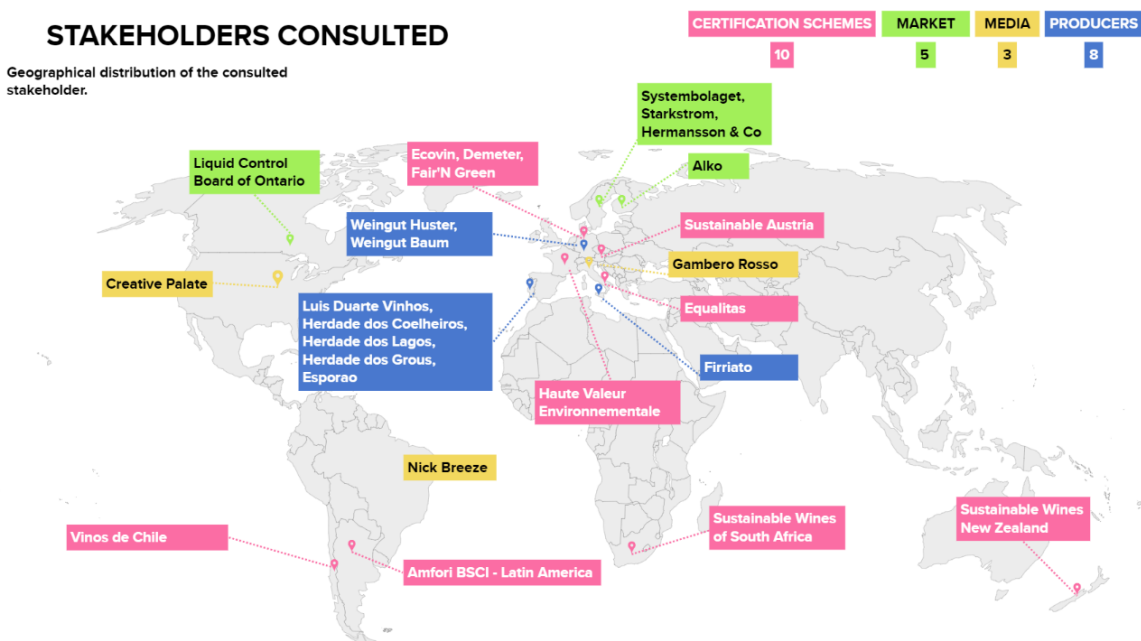 STAKEHOLDERS CONSULTED
Geographical distribution of the consulted
stakeholder.
CERTIFICATION SCHEMES
10
MARKET
5
MEDIA
3
PRODUCERS
8
Systembolaget,
Starkstrom,
Hermansson & Co
Liquid Control
Board of Ontario
Ecovin, Demeter,
Fair'N Green
Alko
Weingut Huster,
Weingut Baum
Sustainable Austria
Gambero Rosso
Creative Palate
Luis Duarte Vinhos,
Herdade dos Coelheiros,
Herdade dos Lagos,
Herdade dos Grous,
Esporao
Equalitas
Firriato
Haute Valeur
Environnementale
Nick Breeze
Vinos de Chile
Amfori BSCI - Latin America
Sustainable Wines
of South Africa
Sustainable Wines
New Zealand